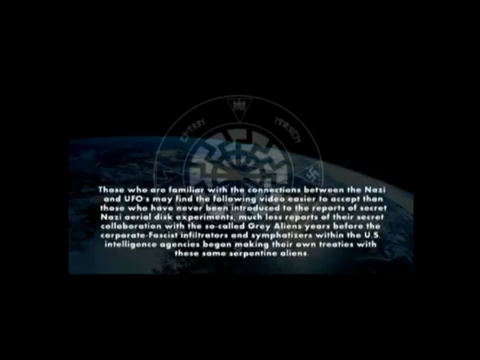 Those who are familiar with the connections between the Nazi
and UFO's may find the following video easier to accept than
those who have never been introduced to the reports of secret
Nazi aerial disk experiments, much less reports of their secret
collaboration with the so-called Grey Aliens years before the
corporate-Fascist infiltrators and symphatizers within the U.S.
intelligence agencies began making their own treaties with
these same serpentine aliens.